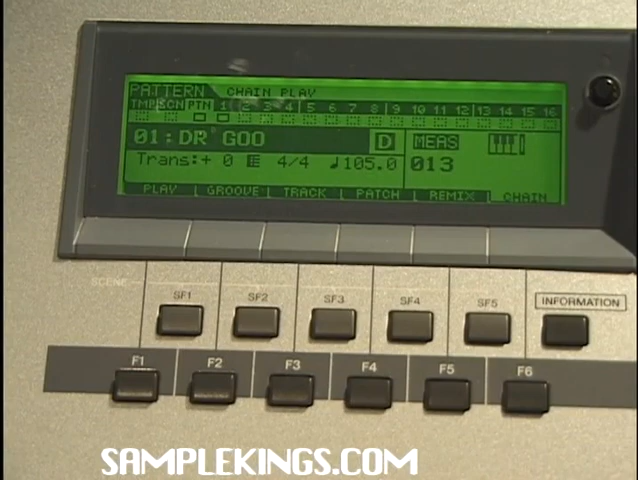 PATTERN CHAIN PLAY
TMP SCN PTN 1 2 3 4 5 6 7 8 9 10 11 12 13 14 15 16
01:DR GOO D MEAS
Trans:+ 0 4/4 ♩105.0 013
PLAY GROOVE TRACK PATCH REMIX CHAIN
SCENE SF1 SF2 SF3 SF4 SF5 INFORMATION
F1 F2 F3 F4 F5 F6
SAMPLEKINGS.COM